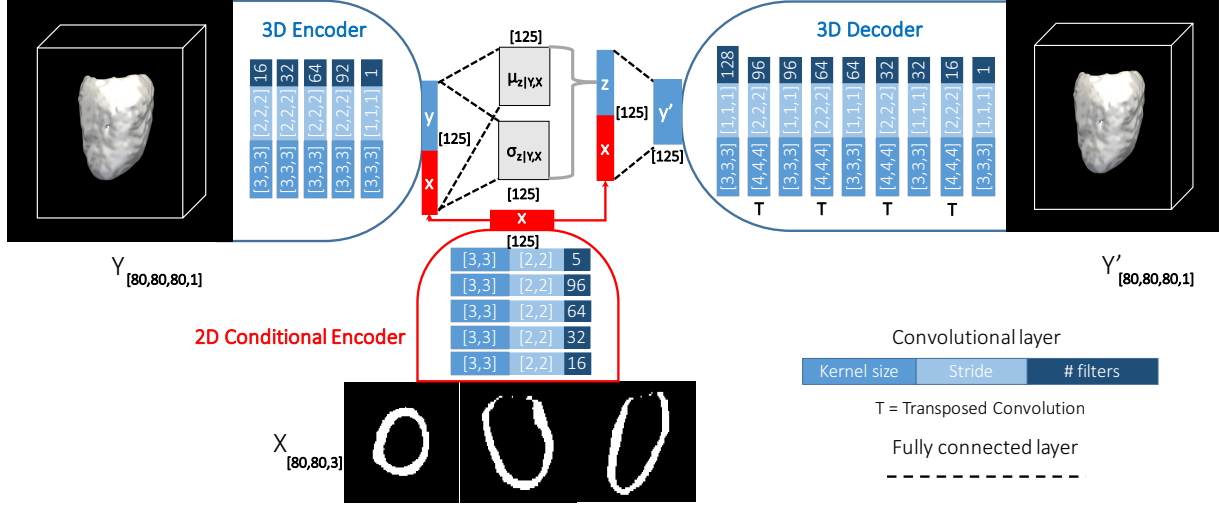 3D Encoder
[125]
3D Decoder
16 32 64 92 1
[2,2,2] [2,2,2] [2,2,2] [2,2,2] [1,1,1]
[3,3,3] [3,3,3] [3,3,3] [3,3,3] [3,3,3]
y
x
[125]
μz|Y,X
σz|Y,X
[125]
z
x
[125]
y'
[125]
128 96 96 64 64 32 32 16 1
[1,1,1] [2,2,2] [1,1,1] [2,2,2] [1,1,1] [2,2,2] [1,1,1] [2,2,2] [1,1,1]
[3,3,3] [4,4,4] [3,3,3] [4,4,4] [3,3,3] [4,4,4] [3,3,3] [4,4,4] [3,3,3]
T T T T
x
[125]
Y[80,80,80,1]
Y'[80,80,80,1]
[3,3] [2,2] 5
[3,3] [2,2] 96
[3,3] [2,2] 64
[3,3] [2,2] 32
[3,3] [2,2] 16
2D Conditional Encoder
X[80,80,3]
Convolutional layer
Kernel size Stride # filters
T = Transposed Convolution
Fully connected layer